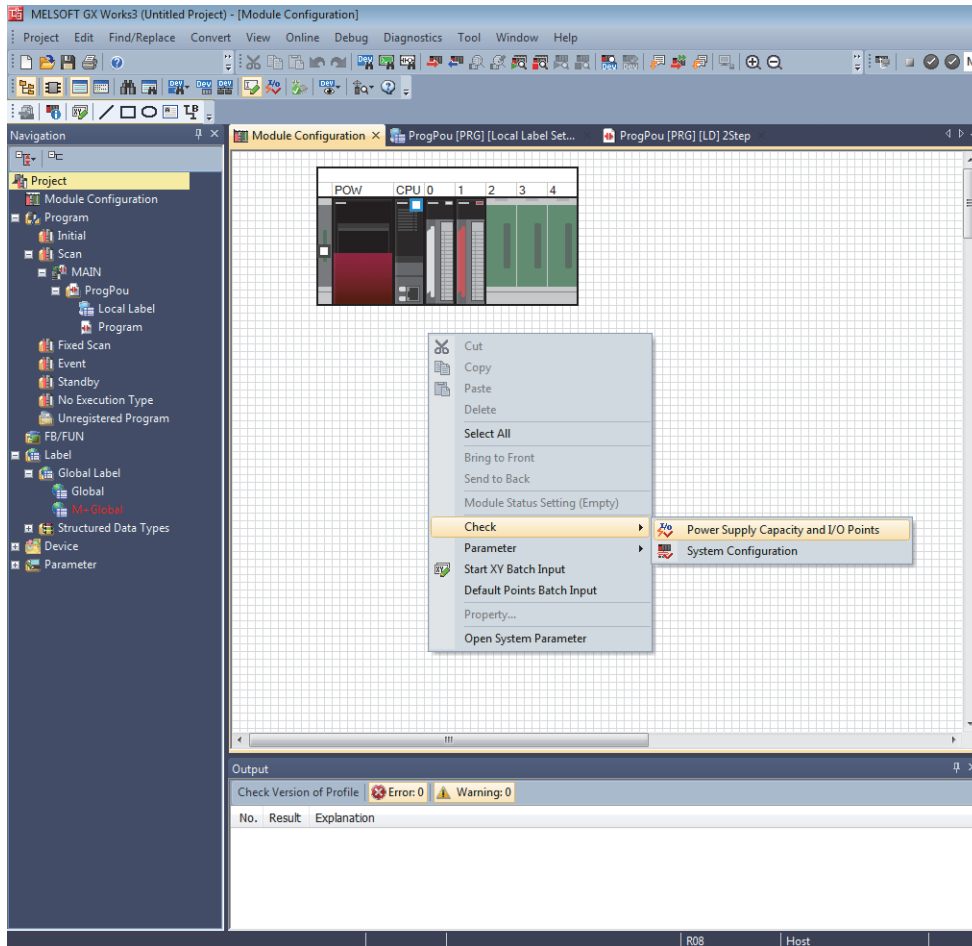 MELSOFT GX Works3 (Untitled Project) - [Module Configuration]
Project Edit Find/Replace Convert View Online Debug Diagnostics Tool Window Help
Navigation
Module Configuration
ProgPou [PRG] [Local Label Set...
ProgPou [PRG] [LD] 2Step
Project
Module Configuration
Program
Initial
Scan
MAIN
ProgPou
Local Label
Program
Fixed Scan
Event
Standby
No Execution Type
Unregistered Program
FB/FUN
Label
Global Label
Global
M+Global
Structured Data Types
Device
Parameter
POW CPU 0 1 2 3 4
Cut
Copy
Paste
Delete
Select All
Bring to Front
Send to Back
Module Status Setting (Empty)
Check
Parameter
Start XY Batch Input
Default Points Batch Input
Property...
Open System Parameter
Power Supply Capacity and I/O Points
System Configuration
Output
Check Version of Profile Error: 0 Warning: 0
No. Result Explanation
R08 Host